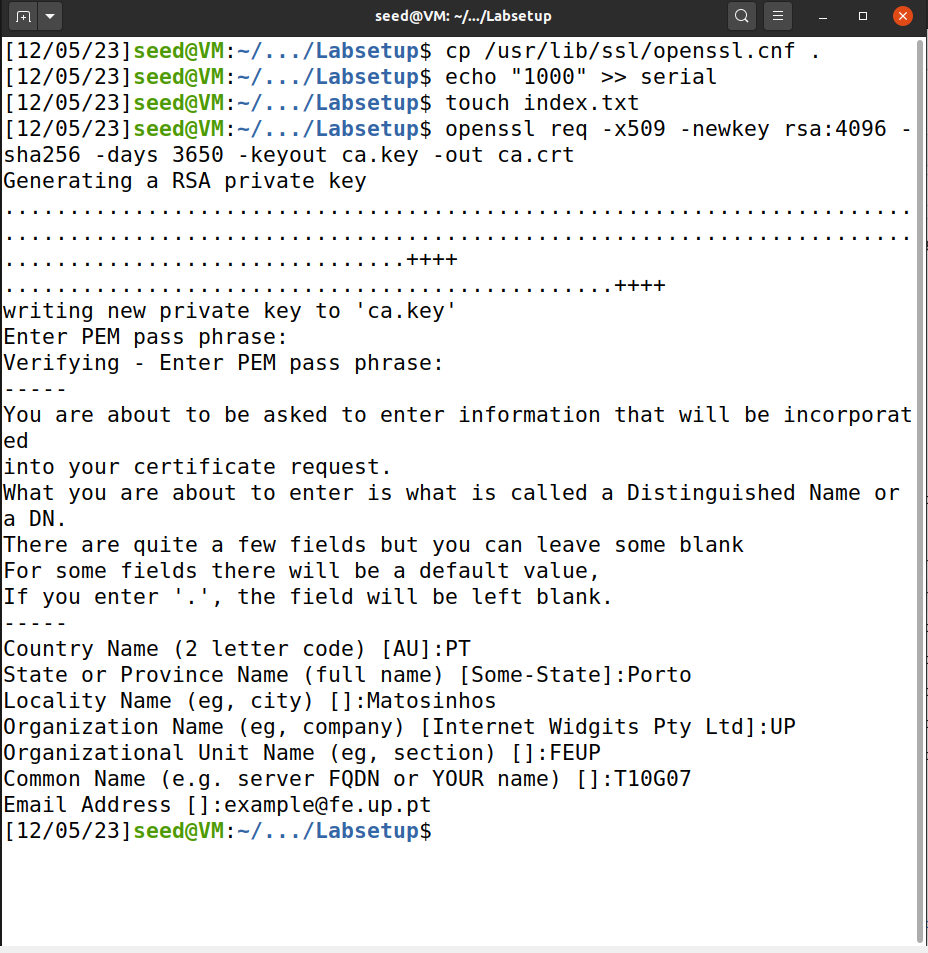 seed@VM: ~/.../Labsetup
[12/05/23]seed@VM:~/.../Labsetup$ cp /usr/lib/ssl/openssl.cnf .
[12/05/23]seed@VM:~/.../Labsetup$ echo "1000" >> serial
[12/05/23]seed@VM:~/.../Labsetup$ touch index.txt
[12/05/23]seed@VM:~/.../Labsetup$ openssl req -x509 -newkey rsa:4096 -
sha256 -days 3650 -keyout ca.key -out ca.crt
Generating a RSA private key
......................................................................
......................................................................
...............................++++
...............................................++++
writing new private key to 'ca.key'
Enter PEM pass phrase:
Verifying - Enter PEM pass phrase:
-----
You are about to be asked to enter information that will be incorporat
ed
into your certificate request.
What you are about to enter is what is called a Distinguished Name or
a DN.
There are quite a few fields but you can leave some blank
For some fields there will be a default value,
If you enter '.', the field will be left blank.
-----
Country Name (2 letter code) [AU]:PT
State or Province Name (full name) [Some-State]:Porto
Locality Name (eg, city) []:Matosinhos
Organization Name (eg, company) [Internet Widgits Pty Ltd]:UP
Organizational Unit Name (eg, section) []:FEUP
Common Name (e.g. server FQDN or YOUR name) []:T10G07
Email Address []:example@fe.up.pt
[12/05/23]seed@VM:~/.../Labsetup$